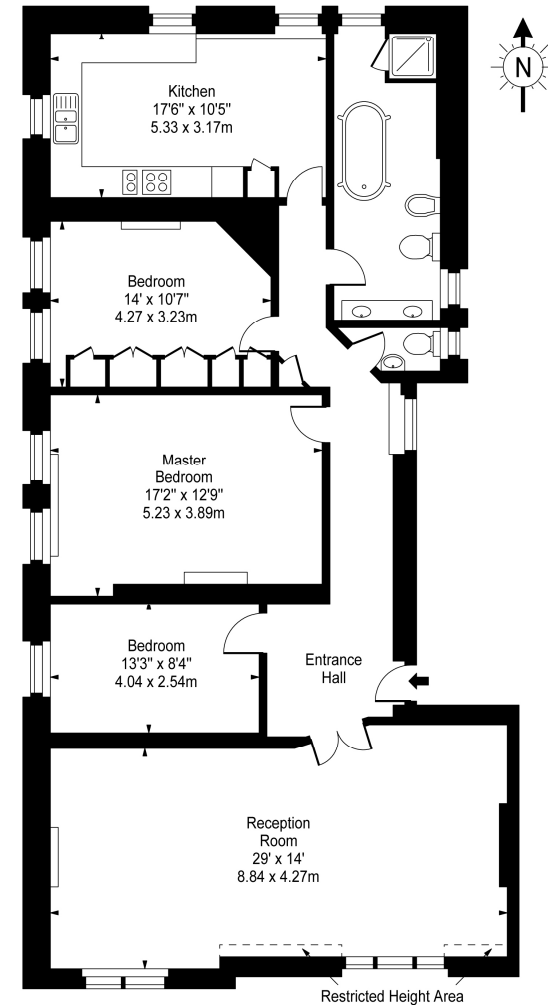 N
Kitchen
17'6" x 10'5"
5.33 x 3.17m
Bedroom
14' x 10'7"
4.27 x 3.23m
Master
Bedroom
17'2" x 12'9"
5.23 x 3.89m
Bedroom
13'3" x 8'4"
4.04 x 2.54m
Entrance
Hall
Reception
Room
29' x 14'
8.84 x 4.27m
Restricted Height Area